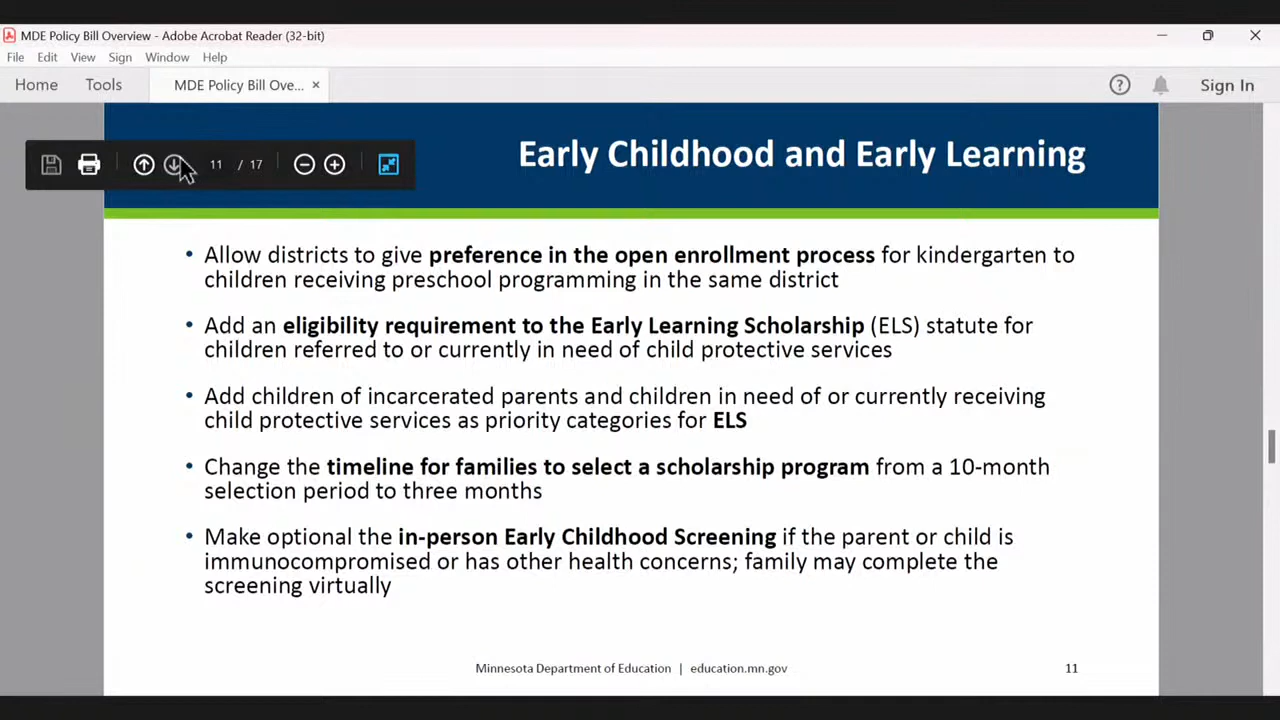 MDE Policy Bill Overview - Adobe Acrobat Reader (32-bit)
File Edit View Sign Window Help
Home Tools MDE Policy Bill Ove... × ? Sign In
11 / 17
Early Childhood and Early Learning
• Allow districts to give preference in the open enrollment process for kindergarten to
children receiving preschool programming in the same district
• Add an eligibility requirement to the Early Learning Scholarship (ELS) statute for
children referred to or currently in need of child protective services
• Add children of incarcerated parents and children in need of or currently receiving
child protective services as priority categories for ELS
• Change the timeline for families to select a scholarship program from a 10-month
selection period to three months
• Make optional the in-person Early Childhood Screening if the parent or child is
immunocompromised or has other health concerns; family may complete the
screening virtually
Minnesota Department of Education | education.mn.gov 11